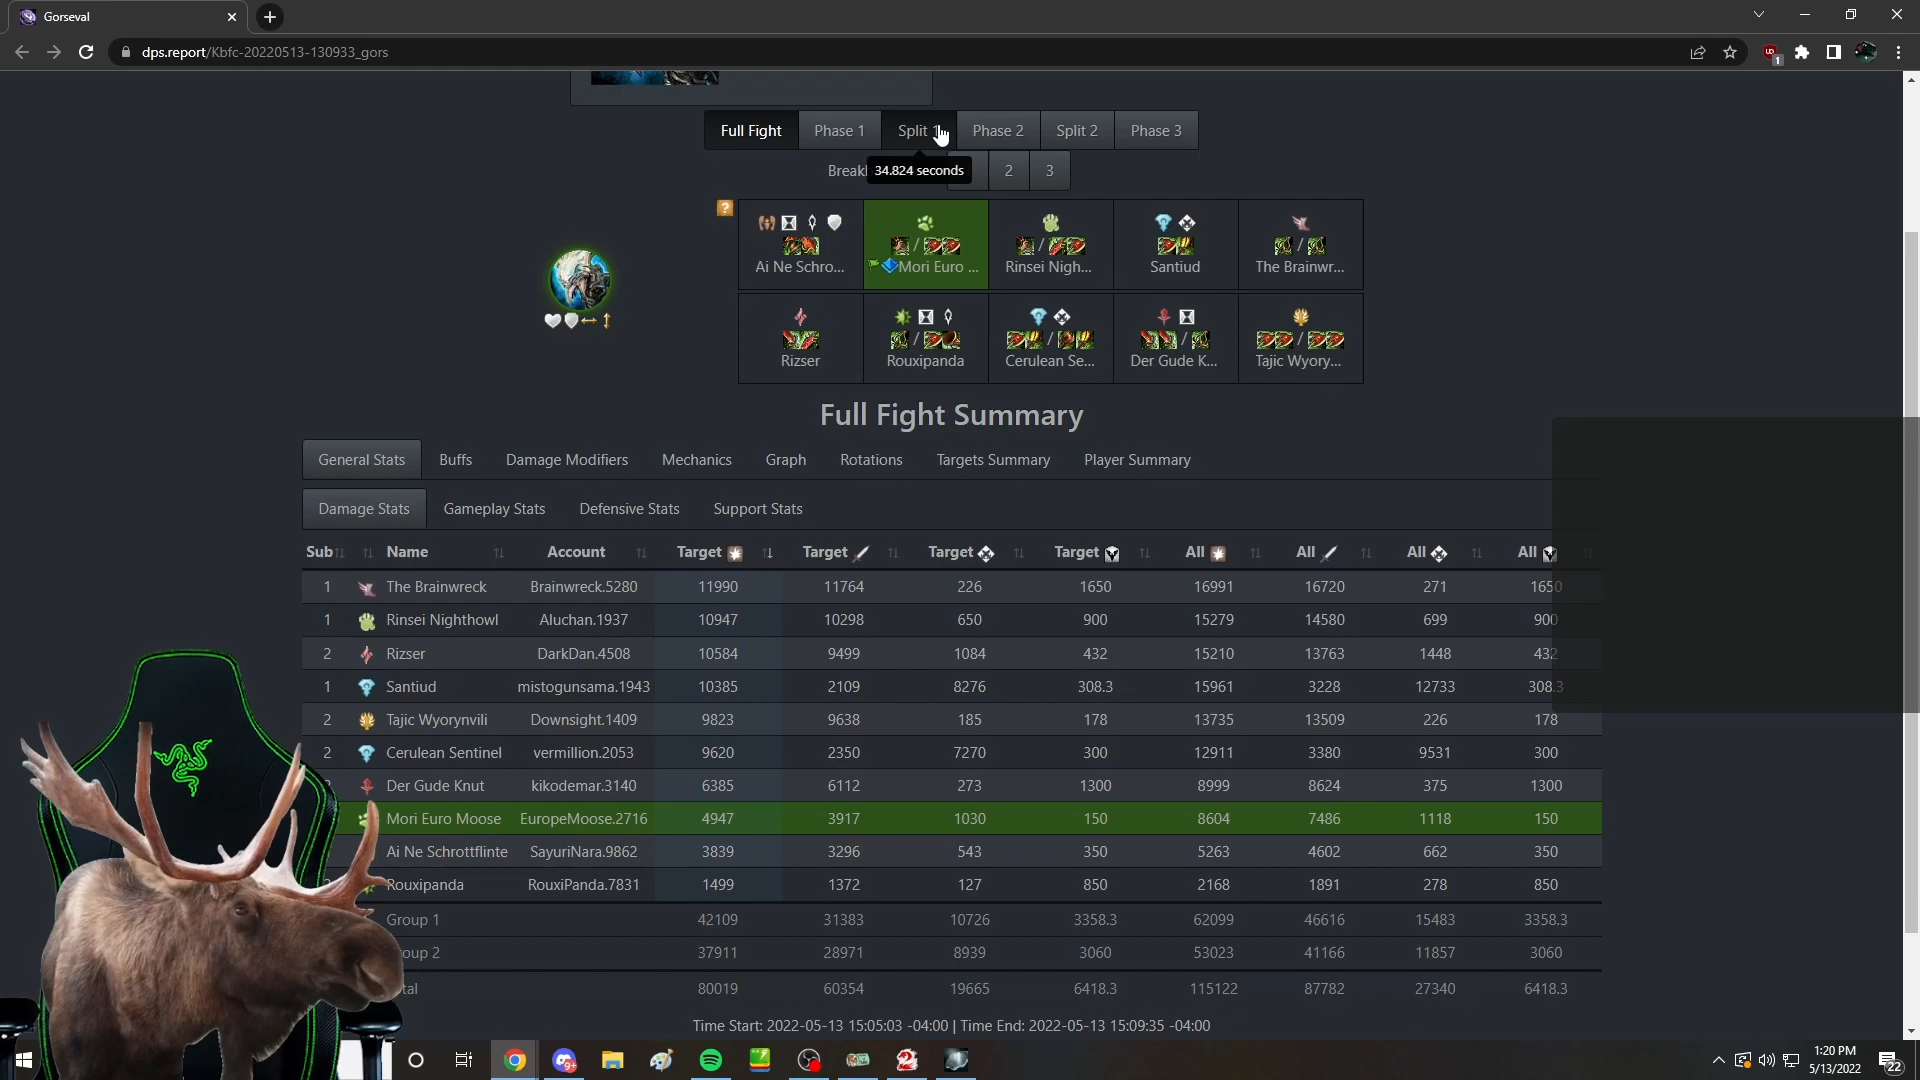 Gorseval
dps.report/Kbfc-20220513-130933_gors
1
Full Fight Phase 1 Split 1 Phase 2 Split 2 Phase 3
34.824 seconds 2 3
?
Ai Ne Schro... Mori Euro ... Rinsei Nigh... Santiud The Brainwr...
Rizser Rouxipanda Cerulean Se... Der Gude K... Tajic Wyory...
Full Fight Summary
General Stats Buffs Damage Modifiers Mechanics Graph Rotations Targets Summary Player Summary
Damage Stats Gameplay Stats Defensive Stats Support Stats
Sub Name Account Target Target Target Target All All All All
1 The Brainwreck Brainwreck.5280 11990 11764 226 1650 16991 16720 271 1650
1 Rinsei Nighthowl Aluchan.1937 10947 10298 650 900 15279 14580 699 900
2 Rizser DarkDan.4508 10584 9499 1084 432 15210 13763 1448 432
1 Santiud mistogunsama.1943 10385 2109 8276 308.3 15961 3228 12733 308.3
2 Tajic Wyorynvili Downsight.1409 9823 9638 185 178 13735 13509 226 178
2 Cerulean Sentinel vermillion.2053 9620 2350 7270 300 12911 3380 9531 300
Der Gude Knut kikodemar.3140 6385 6112 273 1300 8999 8624 375 1300
Mori Euro Moose EuropeMoose.2716 4947 3917 1030 150 8604 7486 1118 150
Ai Ne Schrottflinte SayuriNara.9862 3839 3296 543 350 5263 4602 662 350
Rouxipanda RouxiPanda.7831 1499 1372 127 850 2168 1891 278 850
Group 1 42109 31383 10726 3358.3 62099 46616 15483 3358.3
oup 2 37911 28971 8939 3060 53023 41166 11857 3060
tal 80019 60354 19665 6418.3 115122 87782 27340 6418.3
Time Start: 2022-05-13 15:05:03 -04:00 | Time End: 2022-05-13 15:09:35 -04:00
1:20 PM
5/13/2022
22